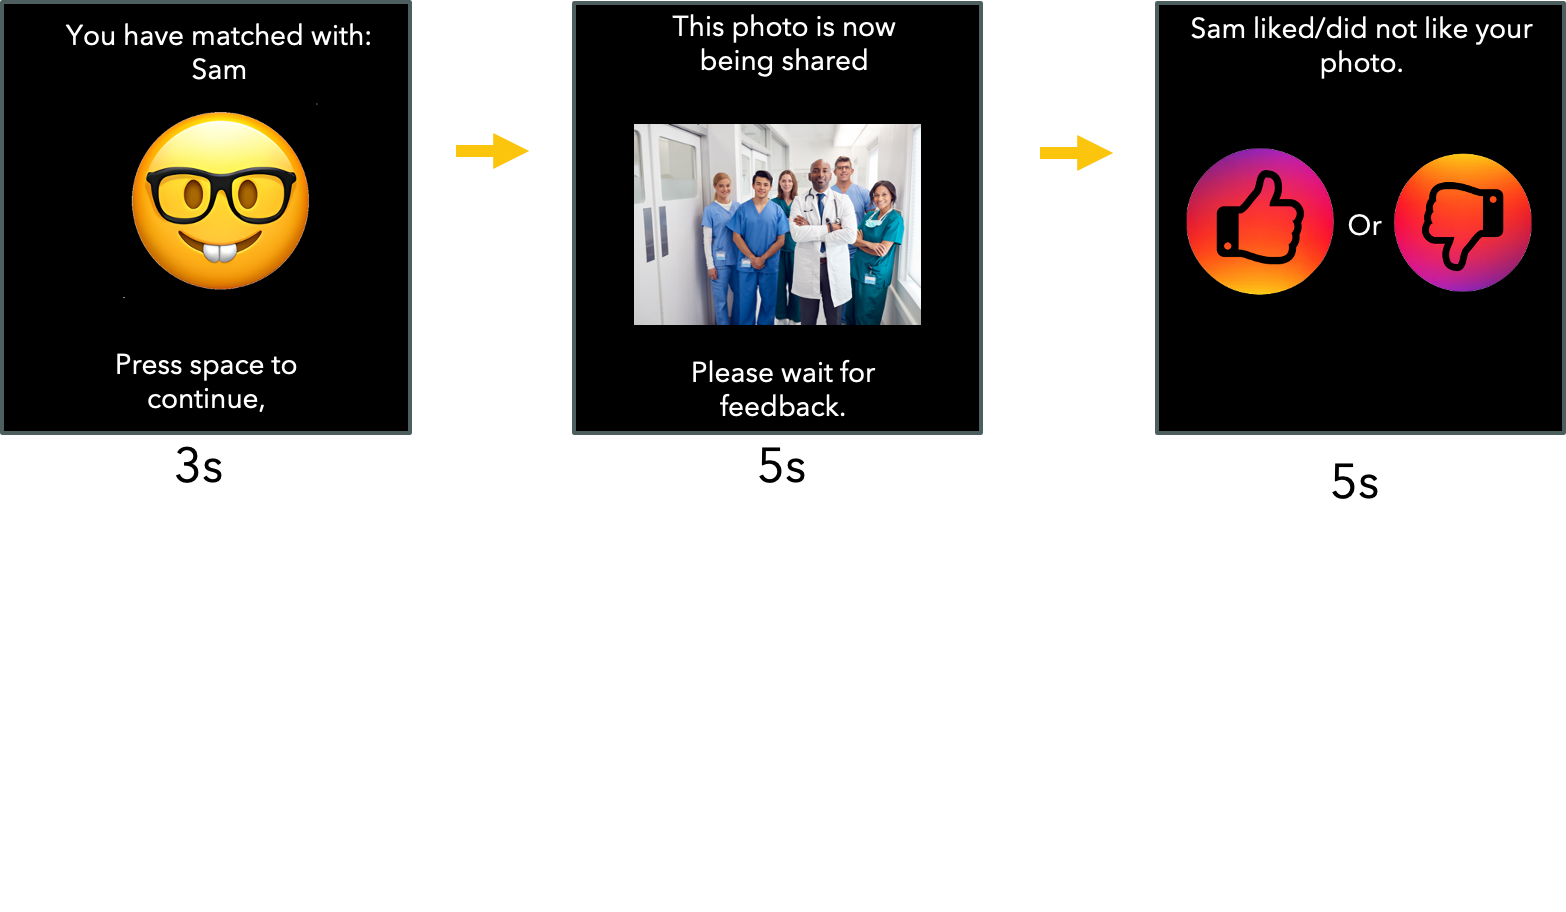 You have matched with:
Sam
Press space to
continue,
3s
This photo is now
being shared
Please wait for
feedback.
5s
Sam liked/did not like your
photo.
Or
5s